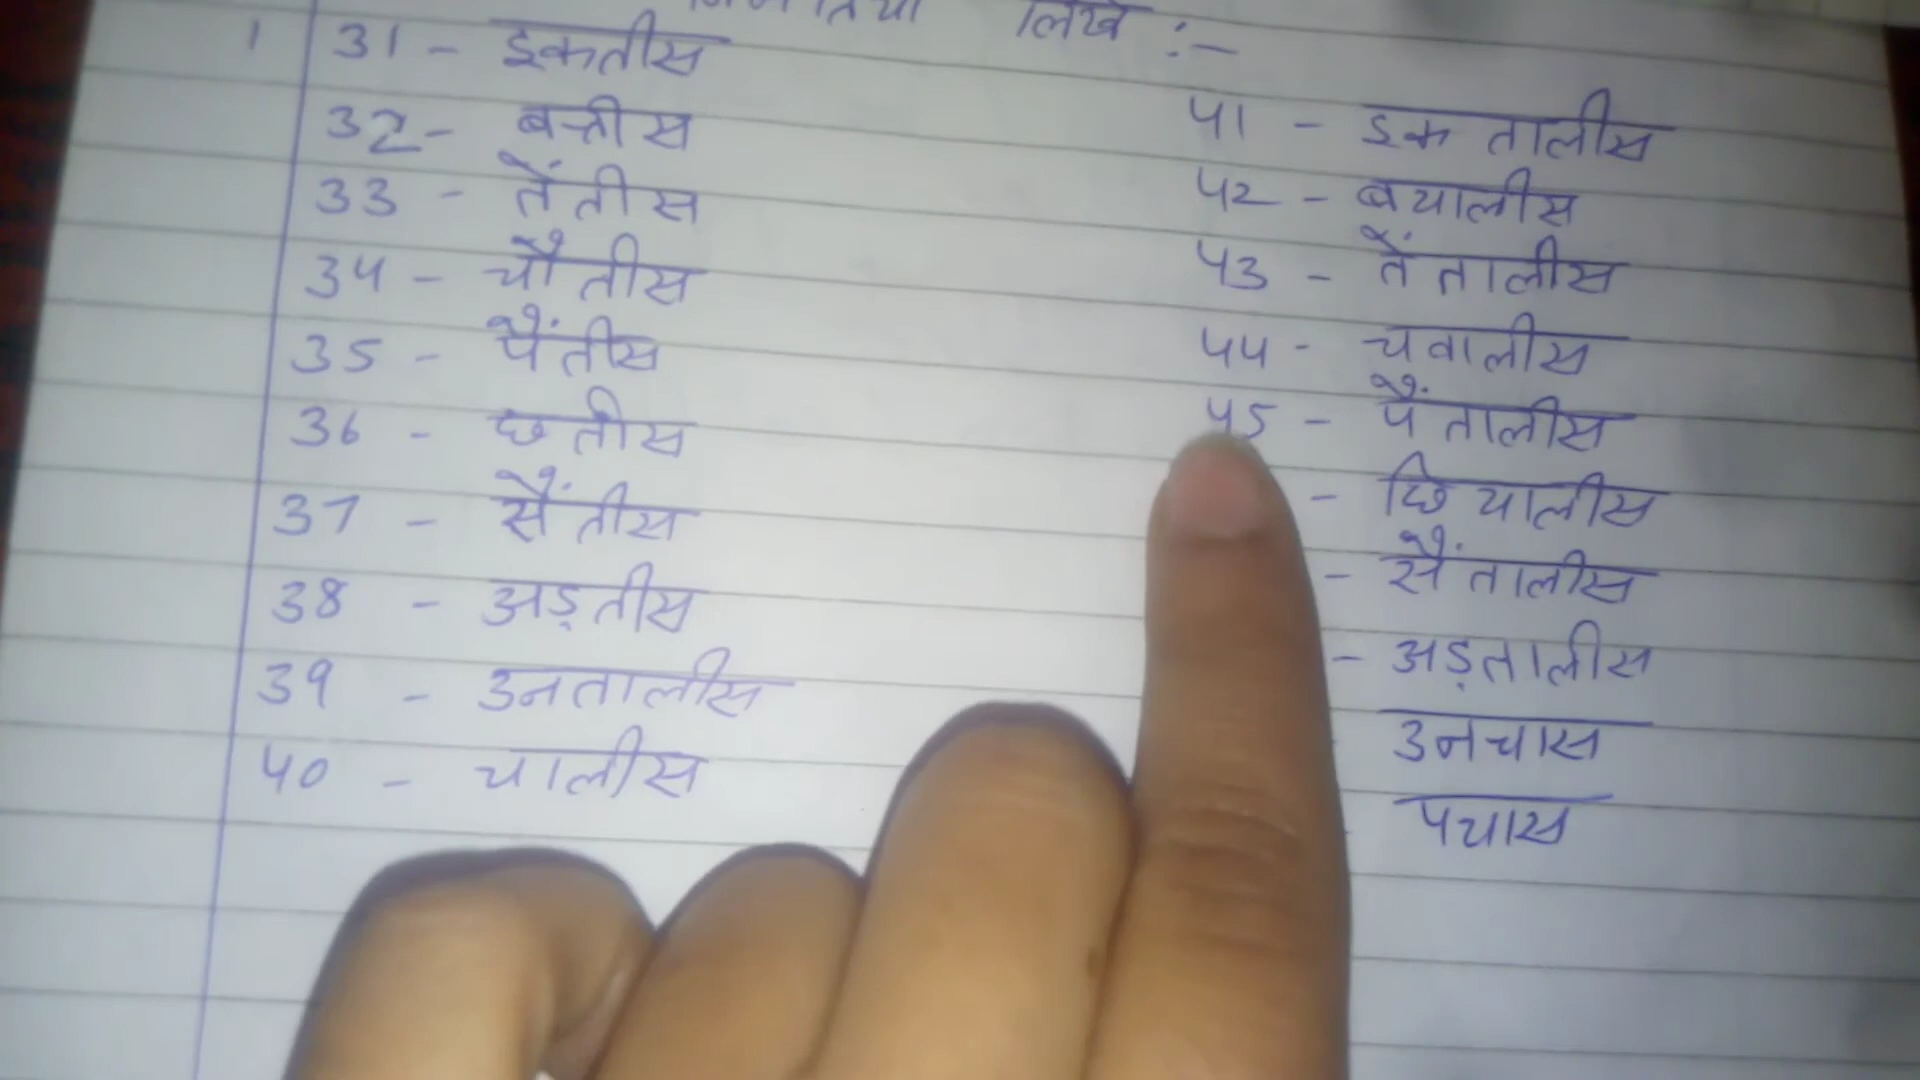 लिखे :-
1 31 - इकतीस
32 - बत्तीस
33 - तेंतीस
34 - चौतीस
35 - पैंतीस
36 - छतीस
37 - सैंतीस
38 - अड़तीस
39 - उनतालीस
40 - चालीस
41 - इकतालीस
42 - बयालीस
43 - तेंतालीस
44 - चवालीस
45 - पैंतालीस
- छियालीस
- सैंतालीस
- अड़तालीस
उनचास
पचास